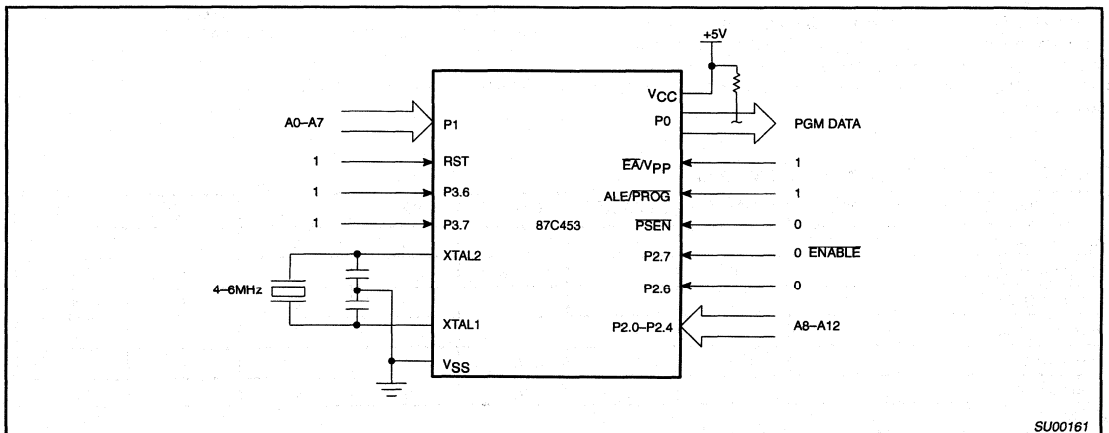 +5V
VCC
P0
PGM DATA
A0–A7
P1
1
RST
EA/VPP
1
1
P3.6
ALE/PROG
1
1
P3.7
87C453
PSEN
0
XTAL2
P2.7
0 ENABLE
4–6MHz
P2.6
0
XTAL1
P2.0–P2.4
A8–A12
VSS
SU00161